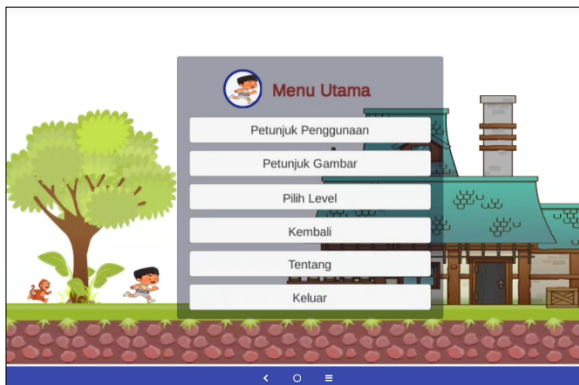 Menu Utama
Petunjuk Penggunaan
Petunjuk Gambar
Pilih Level
Kembali
Tentang
Keluar